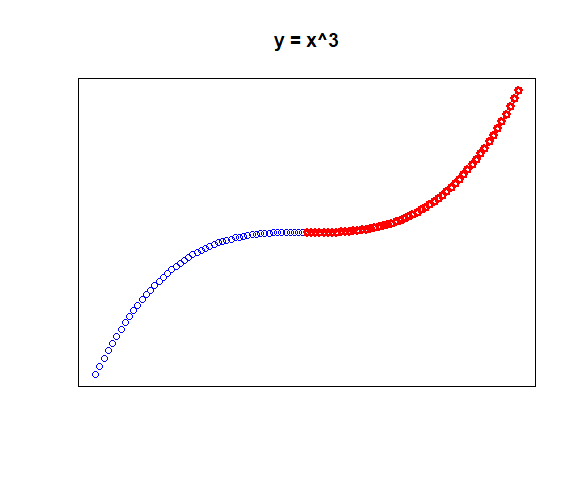 y = x^3